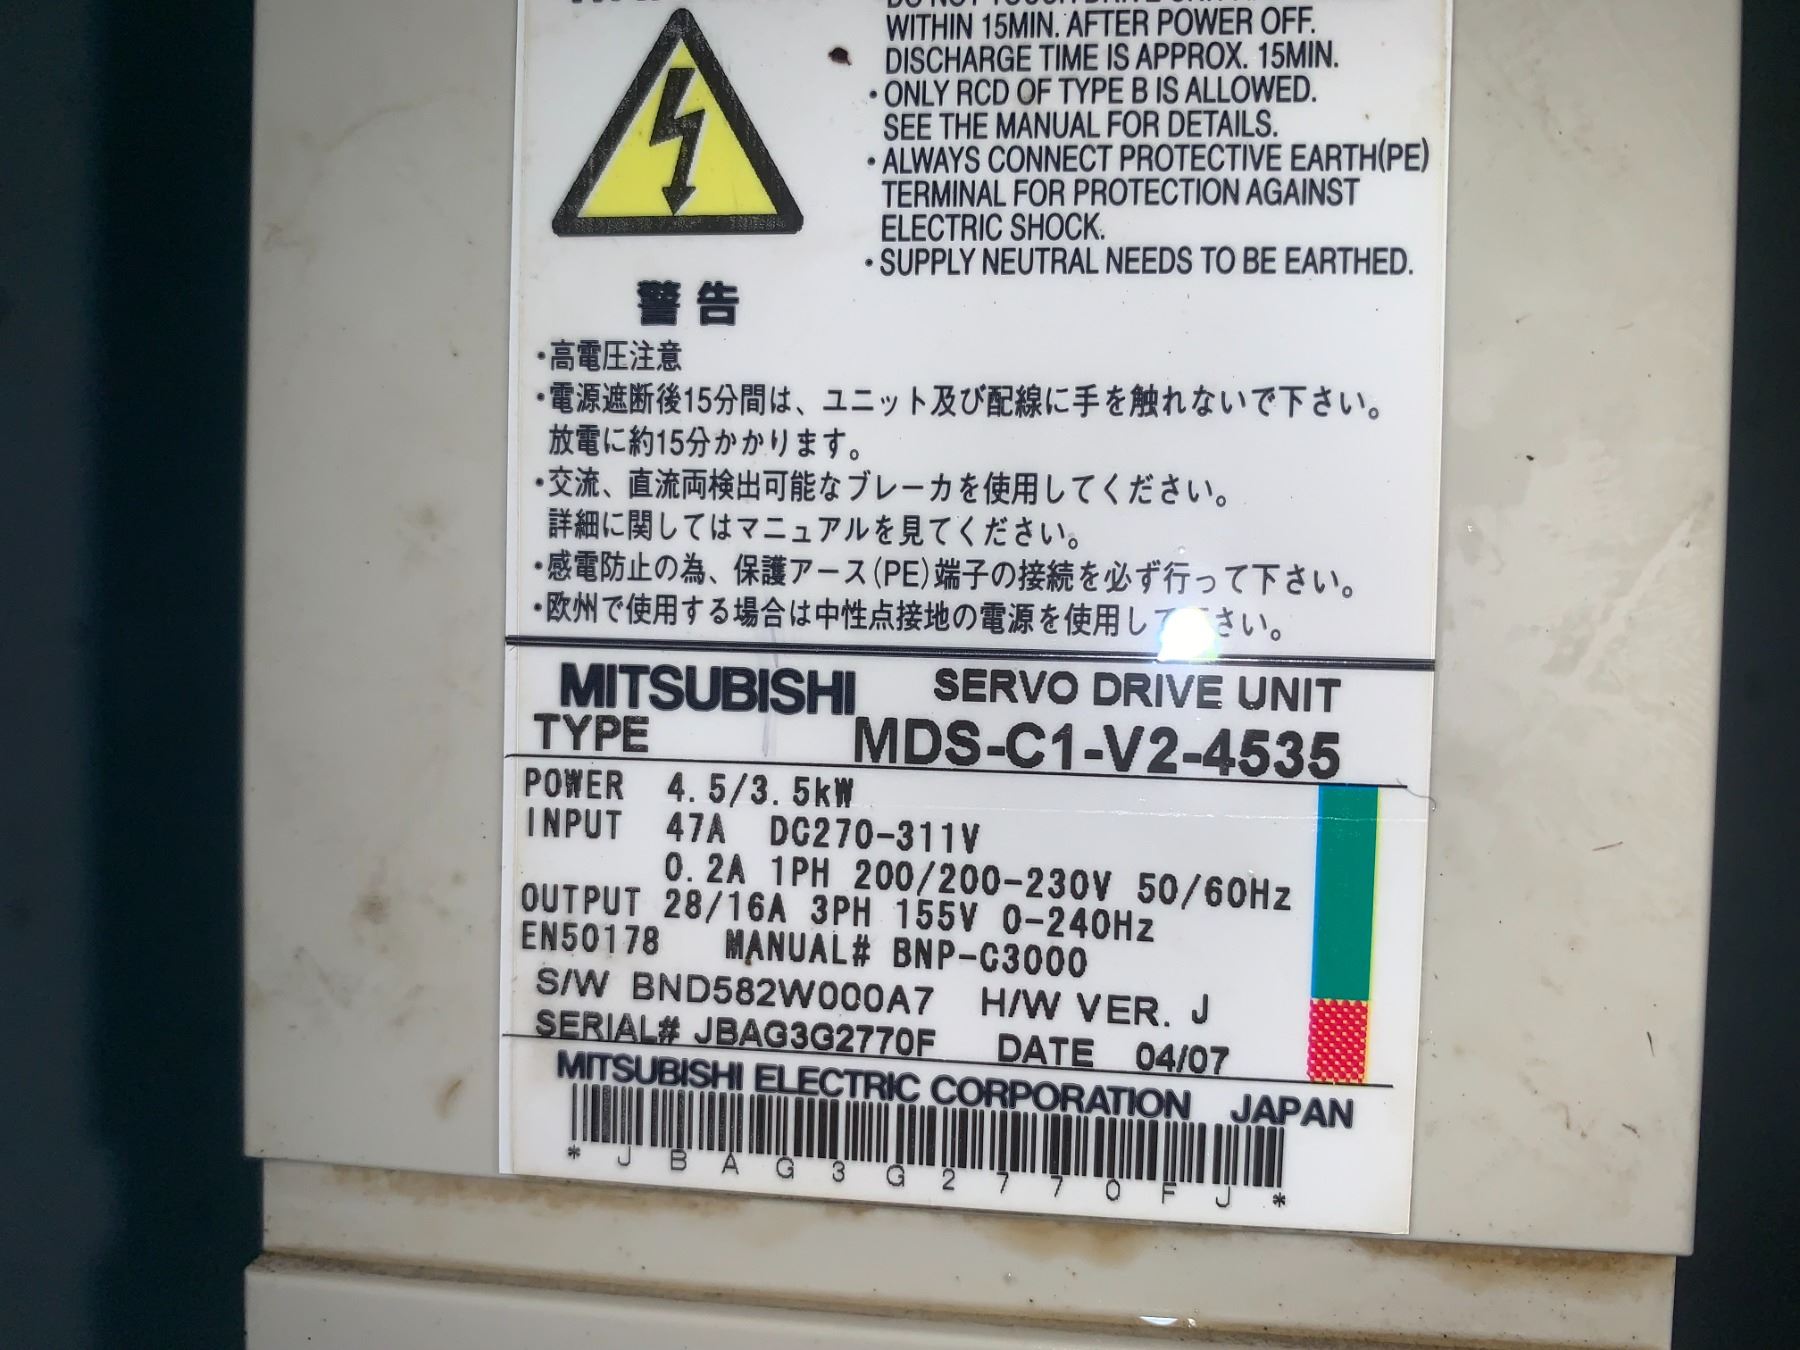 WITHIN 15MIN. AFTER POWER OFF.
DISCHARGE TIME IS APPROX. 15MIN.
・ONLY RCD OF TYPE B IS ALLOWED.
SEE THE MANUAL FOR DETAILS.
・ALWAYS CONNECT PROTECTIVE EARTH(PE)
TERMINAL FOR PROTECTION AGAINST
ELECTRIC SHOCK.
・SUPPLY NEUTRAL NEEDS TO BE EARTHED.
警告
・高電圧注意
・電源遮断後15分間は、ユニット及び配線に手を触れないで下さい。
放電に約15分かかります。
・交流、直流両検出可能なブレーカを使用してください。
詳細に関してはマニュアルを見てください。
・感電防止の為、保護アース(PE)端子の接続を必ず行って下さい。
・欧州で使用する場合は中性点接地の電源を使用して さい。
MITSUBISHI SERVO DRIVE UNIT
TYPE MDS-C1-V2-4535
POWER 4.5/3.5kW
INPUT 47A DC270-311V
0.2A 1PH 200/200-230V 50/60Hz
OUTPUT 28/16A 3PH 155V 0-240Hz
EN50178 MANUAL# BNP-C3000
S/W BND582W000A7 H/W VER. J
SERIAL# JBAG3G2770F DATE 04/07
MITSUBISHI ELECTRIC CORPORATION JAPAN
*JBAG3G2770FJ*